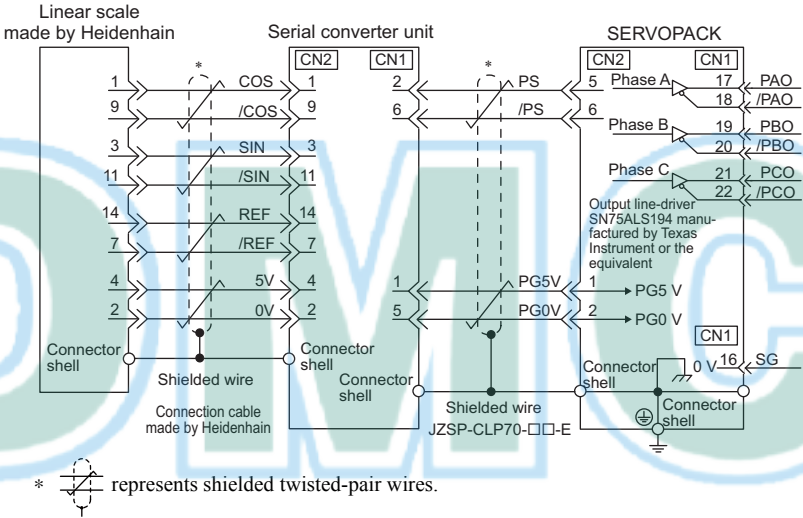 Linear scale
made by Heidenhain
Serial converter unit
SERVOPACK
CN2 CN1
CN2 CN1
* *
1 COS 1 2 PS 5 Phase A 17 PAO
9 /COS 9 6 /PS 6 18 /PAO
3 SIN 3 Phase B 19 PBO
11 /SIN 11 20 /PBO
Phase C 21 PCO
22 /PCO
14 REF 14
7 /REF 7
Output line-driver
SN75ALS194 manu-
factured by Texas
Instrument or the
equivalent
4 5V 4 1 PG5V 1 PG5 V
2 0V 2 5 PG0V 2 PG0 V
CN1
0 V 16 SG
Connector
shell
Connector
shell
Connector
shell
Connector
shell
Connector
shell
Shielded wire
Connection cable
made by Heidenhain
Shielded wire
JZSP-CLP70-□□-E
* represents shielded twisted-pair wires.
OMC